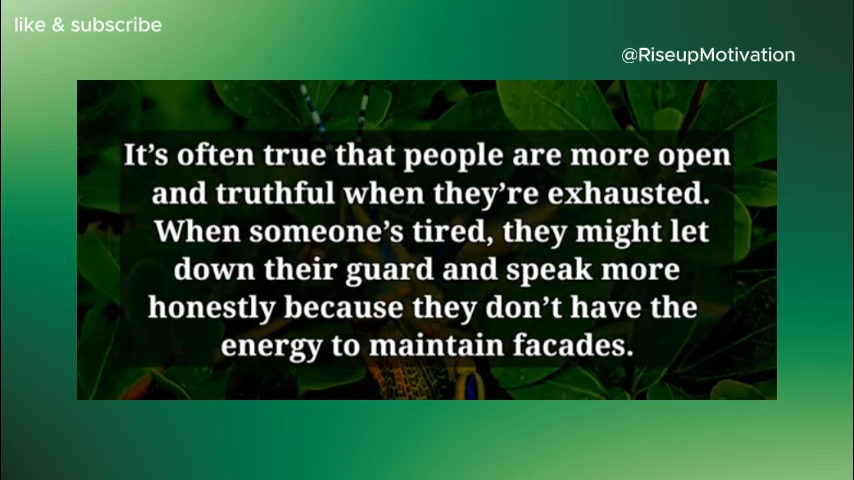 like & subscribe
@RiseupMotivation
It’s often true that people are more open
and truthful when they’re exhausted.
When someone’s tired, they might let
down their guard and speak more
honestly because they don’t have the
energy to maintain facades.